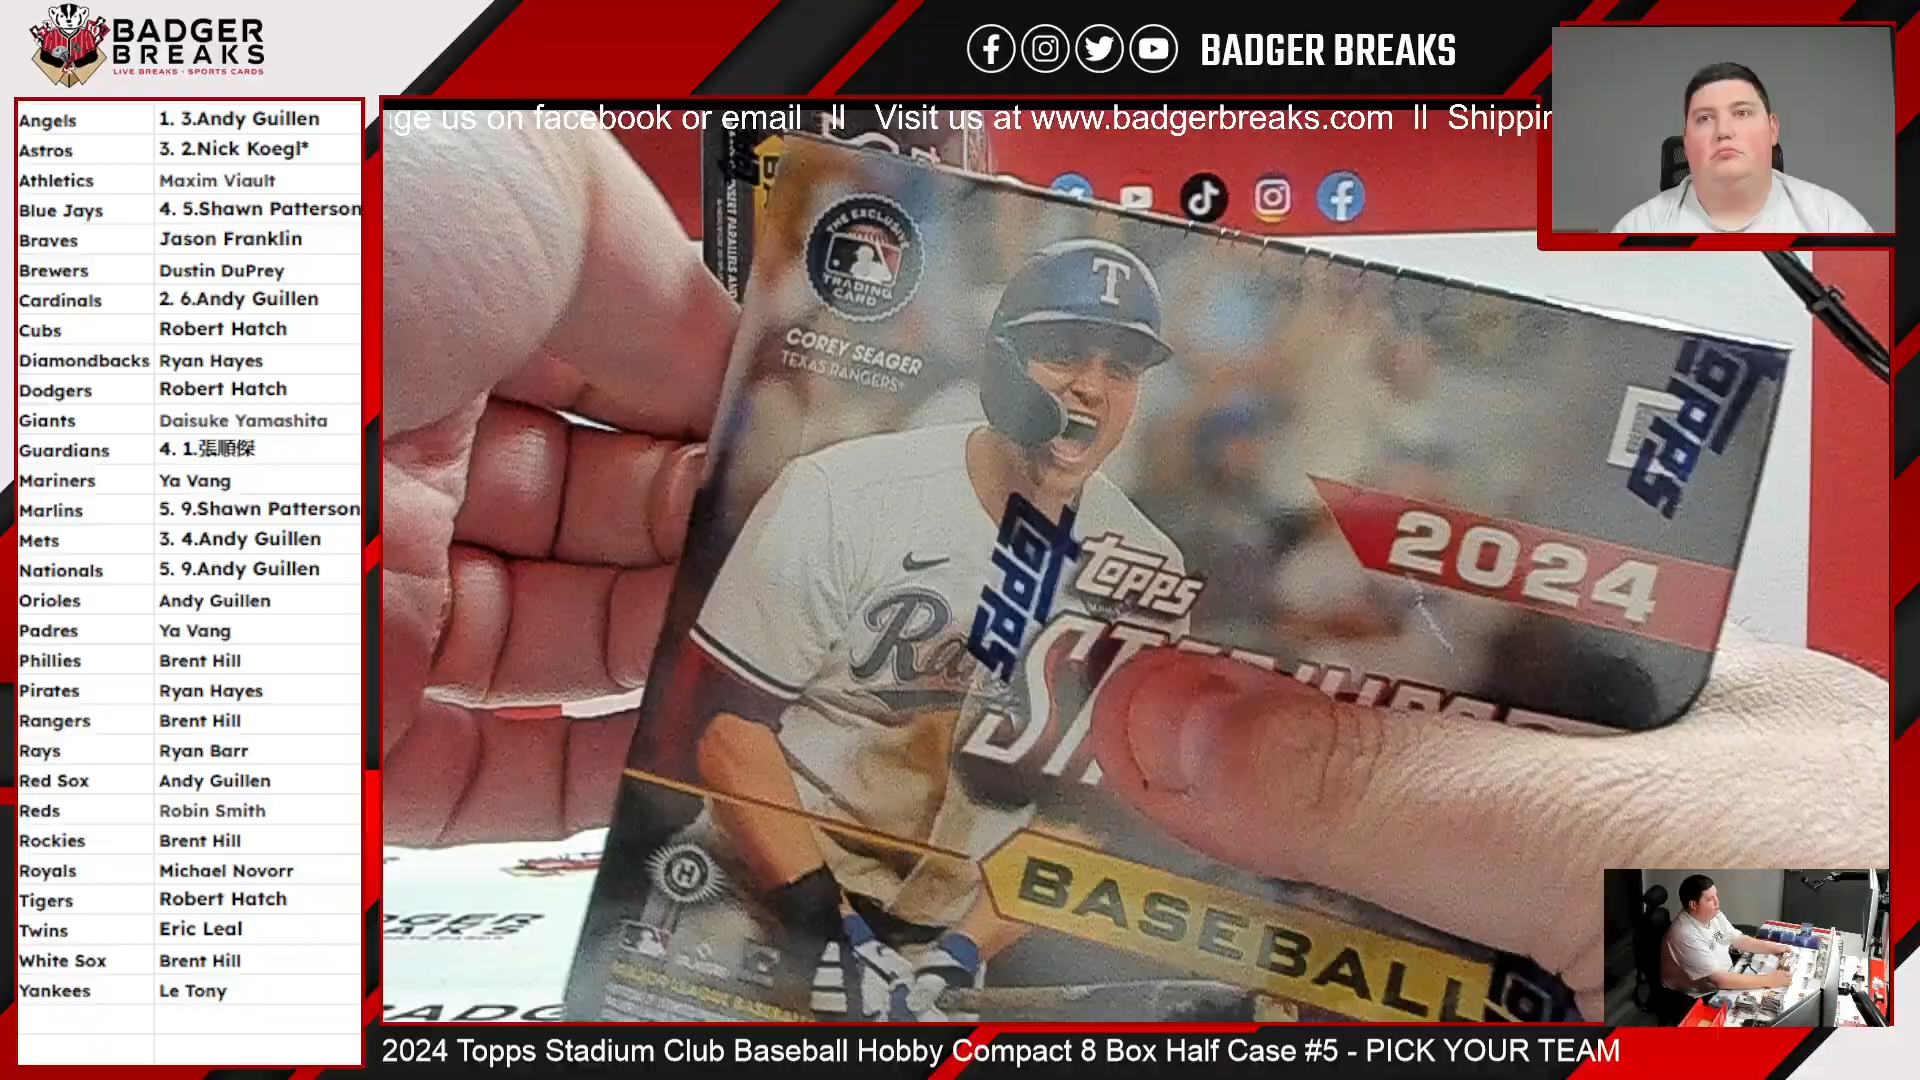 BADGER
BREAKS
LIVE BREAKS - SPORTS CARDS
BADGER BREAKS
ge us on facebook or email ll Visit us at www.badgerbreaks.com ll Shippin
Angels 1. 3.Andy Guillen
Astros 3. 2.Nick Koegl*
Athletics Maxim Viault
Blue Jays 4. 5.Shawn Patterson
Braves Jason Franklin
Brewers Dustin DuPrey
Cardinals 2. 6.Andy Guillen
Cubs Robert Hatch
Diamondbacks Ryan Hayes
Dodgers Robert Hatch
Giants Daisuke Yamashita
Guardians 4. 1.張順傑
Mariners Ya Vang
Marlins 5. 9.Shawn Patterson
Mets 3. 4.Andy Guillen
Nationals 5. 9.Andy Guillen
Orioles Andy Guillen
Padres Ya Vang
Phillies Brent Hill
Pirates Ryan Hayes
Rangers Brent Hill
Rays Ryan Barr
Red Sox Andy Guillen
Reds Robin Smith
Rockies Brent Hill
Royals Michael Novorr
Tigers Robert Hatch
Twins Eric Leal
White Sox Brent Hill
Yankees Le Tony
THE EXCLUSIVE
TRADING
CARD
COREY SEAGER
TEXAS RANGERS
T
Ra
topps
topps
2024
topps
ST
BASEBALL
H
2024 Topps Stadium Club Baseball Hobby Compact 8 Box Half Case #5 - PICK YOUR TEAM